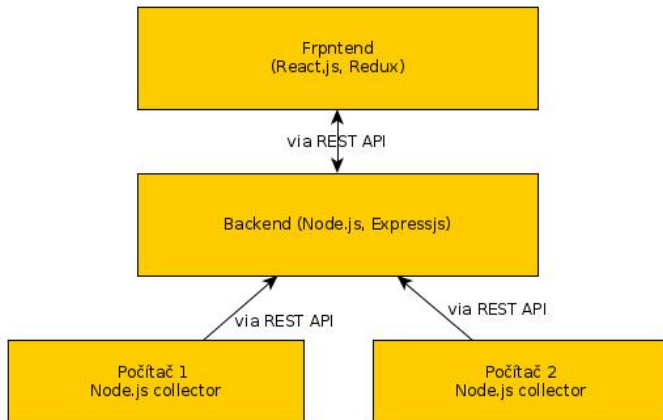 Frpntend
(React,js, Redux)
via REST API
Backend (Node.js, Expressjs)
via REST API
via REST API
Počítač 1
Node.js collector
Počítač 2
Node.js collector